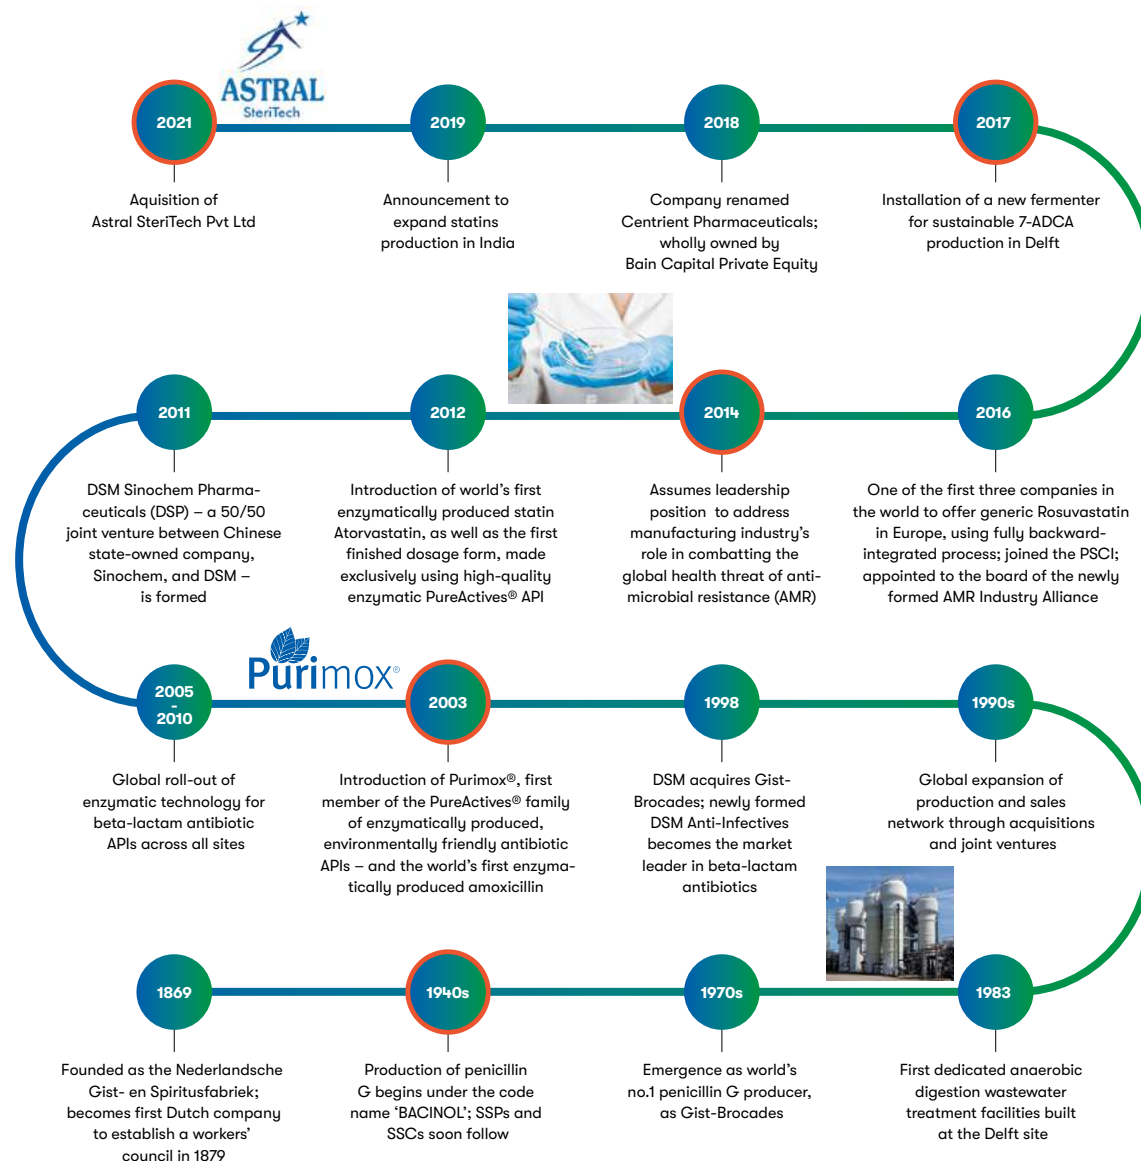 ASTRAL
SteriTech
2021
Aquisition of
Astral SteriTech Pvt Ltd
2019
Announcement to
expand statins
production in India
2018
Company renamed
Centrient Pharmaceuticals;
wholly owned by
Bain Capital Private Equity
2017
Installation of a new fermenter
for sustainable 7-ADCA
production in Delft
2011
DSM Sinochem Pharma-
ceuticals (DSP) – a 50/50
joint venture between Chinese
state-owned company,
Sinochem, and DSM –
is formed
2012
Introduction of world's first
enzymatically produced statin
Atorvastatin, as well as the first
finished dosage form, made
exclusively using high-quality
enzymatic PureActives® API
2014
Assumes leadership
position to address
manufacturing industry's
role in combatting the
global health threat of anti-
microbial resistance (AMR)
2016
One of the first three companies in
the world to offer generic Rosuvastatin
in Europe, using fully backward-
integrated process; joined the PSCI;
appointed to the board of the newly
formed AMR Industry Alliance
2005
-
2010
Global roll-out of
enzymatic technology for
beta-lactam antibiotic
APIs across all sites
Purimox®
2003
Introduction of Purimox®, first
member of the PureActives® family
of enzymatically produced,
environmentally friendly antibiotic
APIs – and the world's first enzyma-
tically produced amoxicillin
1998
DSM acquires Gist-
Brocades; newly formed
DSM Anti-Infectives
becomes the market
leader in beta-lactam
antibiotics
1990s
Global expansion of
production and sales
network through acquisitions
and joint ventures
1869
Founded as the Nederlandsche
Gist- en Spiritusfabriek;
becomes first Dutch company
to establish a workers'
council in 1879
1940s
Production of penicillin
G begins under the code
name 'BACINOL'; SSPs and
SSCs soon follow
1970s
Emergence as world's
no.1 penicillin G producer,
as Gist-Brocades
1983
First dedicated anaerobic
digestion wastewater
treatment facilities built
at the Delft site